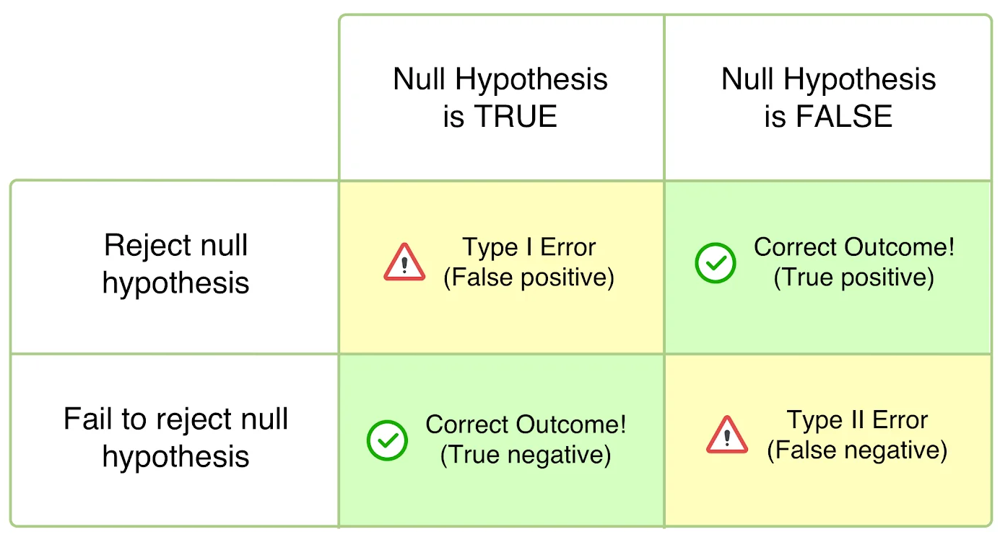 Null Hypothesis
is TRUE
Null Hypothesis
is FALSE
Reject null
hypothesis
Type I Error
(False positive)
Correct Outcome!
(True positive)
Fail to reject null
hypothesis
Correct Outcome!
(True negative)
Type II Error
(False negative)